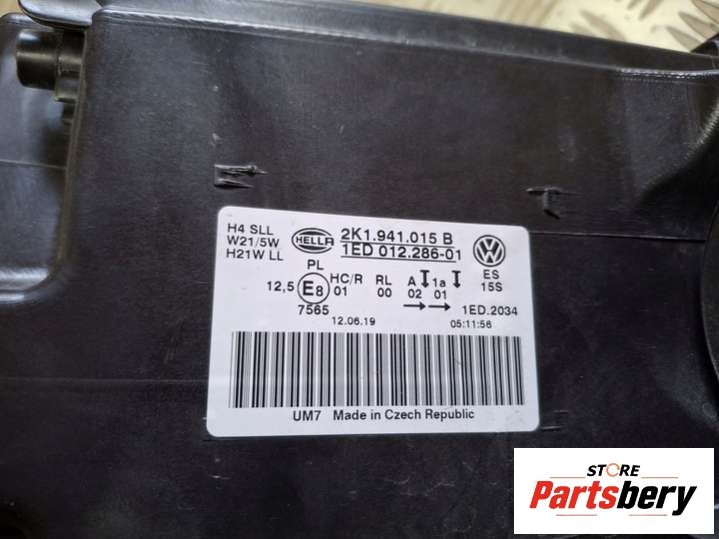 H4 SLL
W21/5W
H21W LL
HELLA
2K1.941.015 B
1ED 012.286-01
VW
PL
HC/R RL A 1a ES
12,5 E8 01 00 02 01 15S
7565 1ED.2034
12.06.19 05:11:56
UM7 Made in Czech Republic
STORE
Partsbery